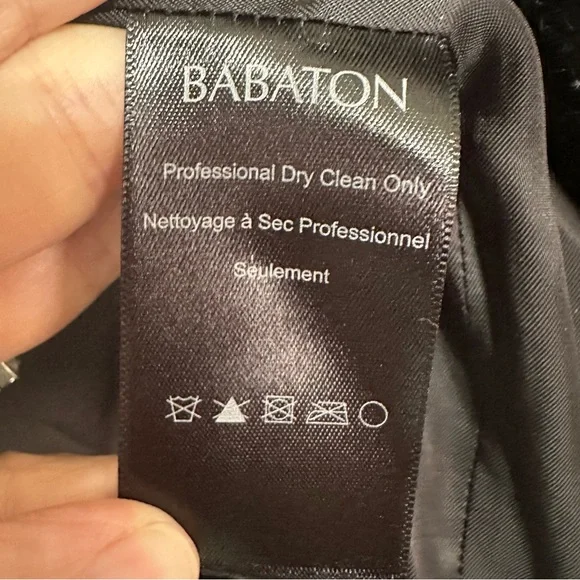 BABATON
Professional Dry Clean Only
Nettoyage à Sec Professionnel
Seulement